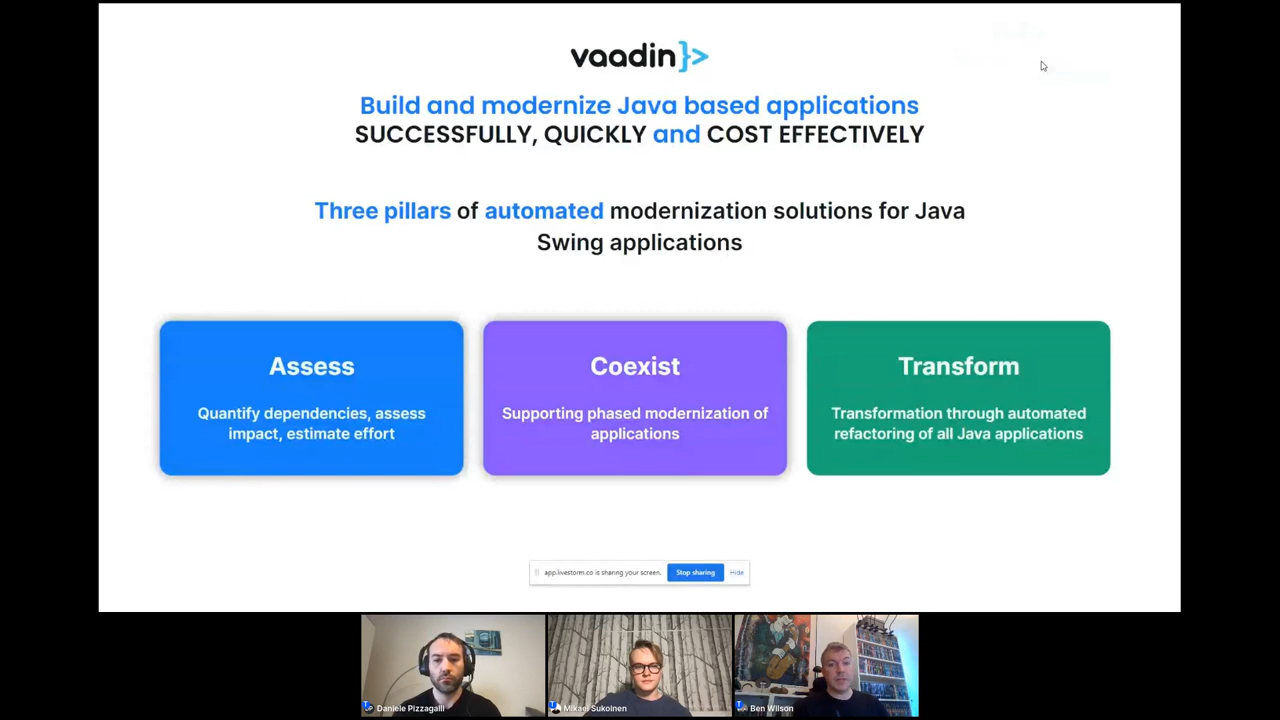 vaadin}>
Build and modernize Java based applications
SUCCESSFULLY, QUICKLY and COST EFFECTIVELY
Three pillars of automated modernization solutions for Java
Swing applications
Assess
Quantify dependencies, assess
impact, estimate effort
Coexist
Supporting phased modernization of
applications
Transform
Transformation through automated
refactoring of all Java applications
app.livestorm.co is sharing your screen.
Stop sharing
Hide
Daniele Pizzagalli
Mikael Sukoinen
Ben Wilson